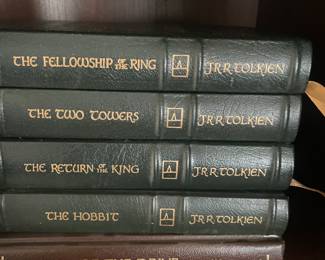 THE FELLOWSHIP OF THE RING J.R.R. TOLKIEN
THE TWO TOWERS J.R.R. TOLKIEN
THE RETURN OF THE KING J.R.R. TOLKIEN
THE HOBBIT J.R.R. TOLKIEN